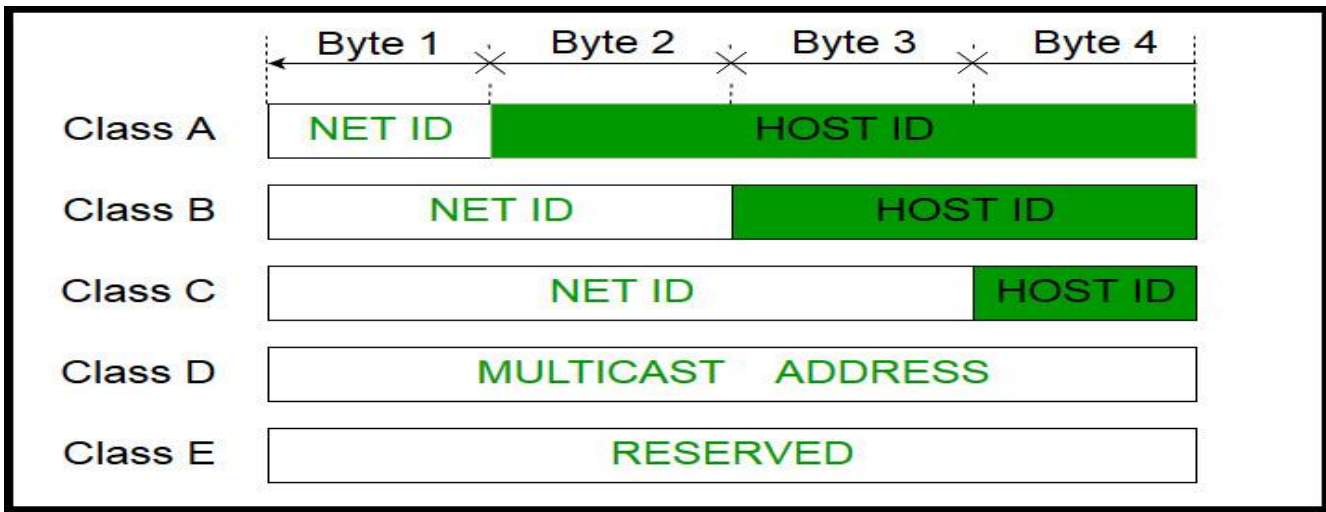 Byte 1 Byte 2 Byte 3 Byte 4
Class A NET ID HOST ID
Class B NET ID HOST ID
Class C NET ID HOST ID
Class D MULTICAST ADDRESS
Class E RESERVED